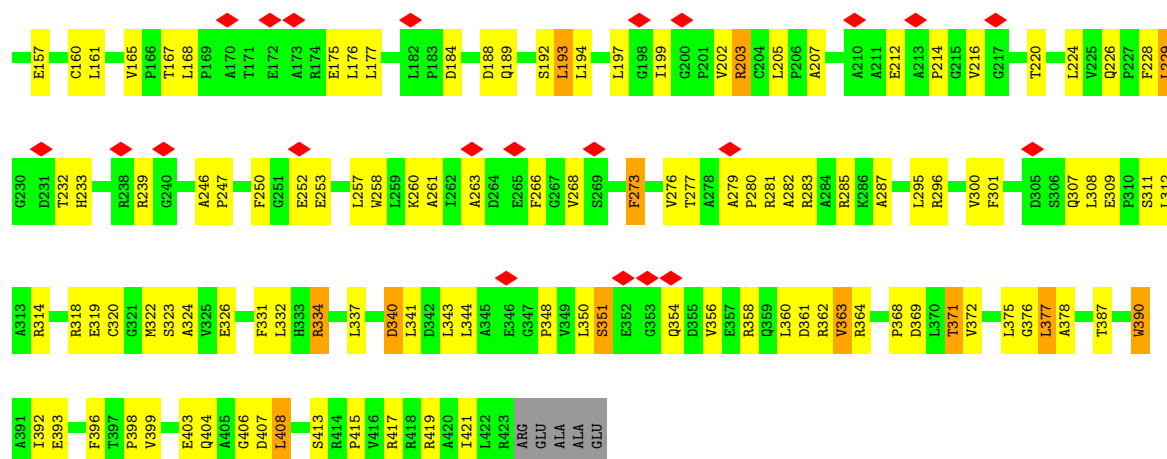 E157 C160 L161 V165 P166 T167 L168 P169 A170 T171 E172 A173 R174 E175 L176 L177 L182 P183 D184 D188 Q189 S192 L193 L194 L197 G198 I199 G200 P201 V202 R203 C204 L205 P206 A207 A210 A211 E212 A213 P214 G215 V216 G217 T220 L224 V225 Q226 P227 F228 L229
G230 D231 T232 H233 R238 R239 G240 A246 P247 F250 G251 E252 E253 L257 W258 L259 K260 A261 I262 A263 D264 E265 F266 G267 V268 S269 F273 V276 T277 A278 A279 P280 R281 A282 R283 A284 R285 K286 A287 L295 R296 V300 F301 D305 S306 Q307 L308 E309 P310 S311 L312
A313 R314 R318 E319 C320 G321 M322 S323 A324 V325 E326 F331 L332 H333 R334 L337 D340 L341 D342 L343 L344 A345 E346 G347 P348 V349 L350 S351 E352 G353 Q354 D355 V356 E357 R358 Q359 L360 D361 R362 V363 R364 P368 D369 L370 T371 V372 L375 G376 L377 A378 T387 W390
A391 I392 E393 F396 T397 P398 V399 E403 Q404 A405 G406 D407 L408 S413 R414 P415 V416 R417 R418 R419 A420 I421 L422 R423 ARG GLU ALA ALA GLU